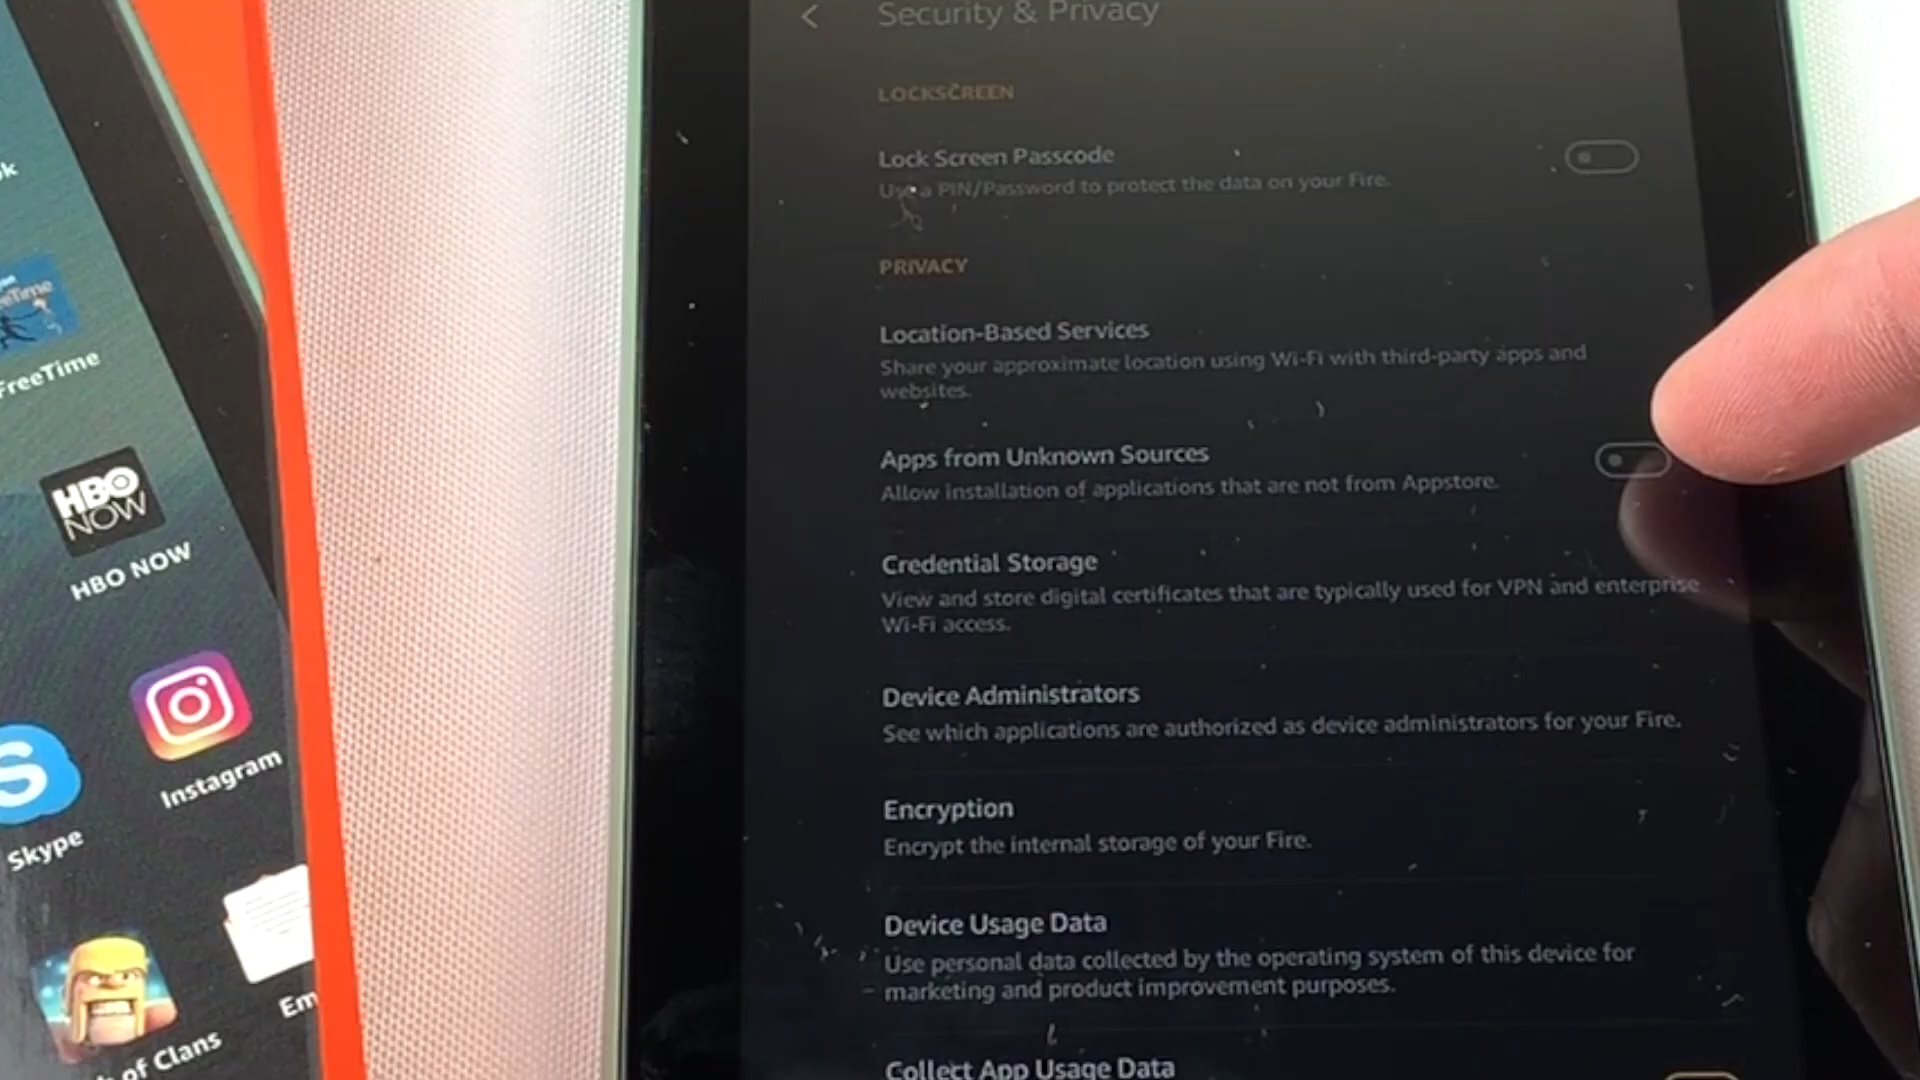 Security & Privacy
LOCKSCREEN
Lock Screen Passcode
Use a PIN/Password to protect the data on your Fire.
PRIVACY
Location-Based Services
Share your approximate location using Wi-Fi with third-party apps and
websites.
Apps from Unknown Sources
Allow installation of applications that are not from Appstore.
Credential Storage
View and store digital certificates that are typically used for VPN and enterprise
Wi-Fi access.
Device Administrators
See which applications are authorized as device administrators for your Fire.
Encryption
Encrypt the internal storage of your Fire.
Device Usage Data
Use personal data collected by the operating system of this device for
marketing and product improvement purposes.
Collect App Usage Data
k
eeTime
FreeTime
HBO
NOW
HBO NOW
S
Instagram
Skype
Em
of Clans